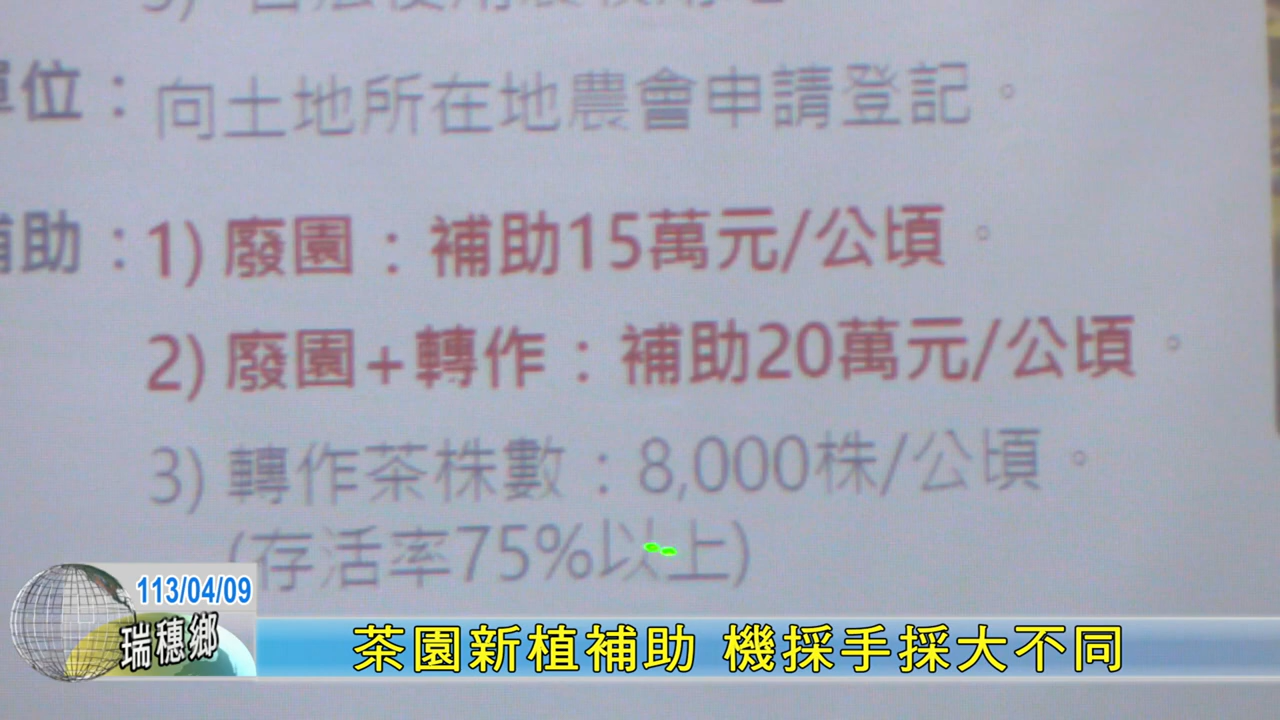 位：向土地所在地農會申請登記。
補助：1) 廢園：補助15萬元/公頃。
2) 廢園+轉作：補助20萬元/公頃。
3) 轉作茶株數：8,000株/公頃。
(存活率75%以上)
113/04/09
瑞穗鄉
茶園新植補助 機採手採大不同